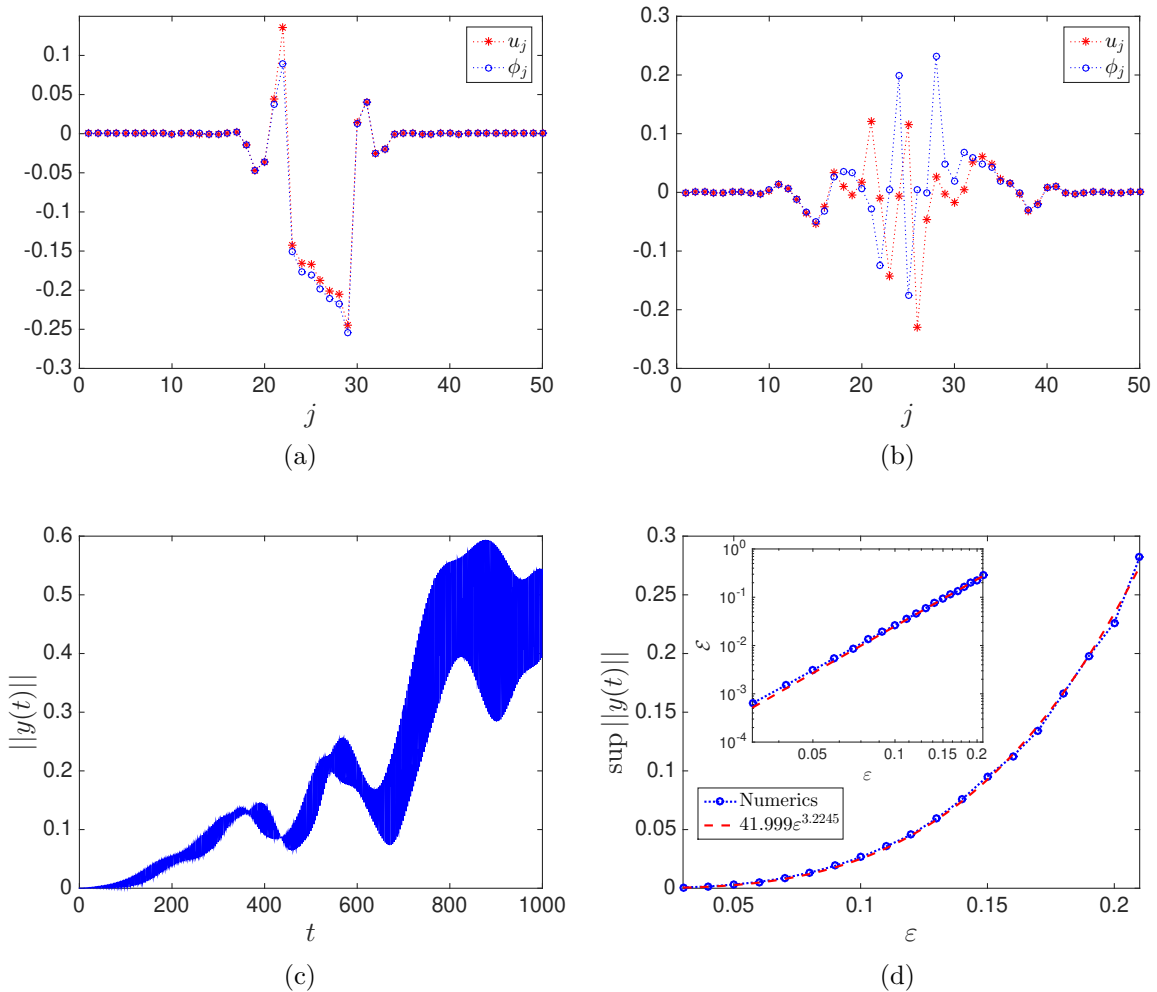 0.1
0.05
0
-0.05
-0.1
-0.15
-0.2
-0.25
-0.3
0 10 20 30 40 50
j
u_j
ϕ_j
(a)
0.3
0.2
0.1
0
-0.1
-0.2
-0.3
0 10 20 30 40 50
j
u_j
ϕ_j
(b)
0.6
0.5
0.4
0.3
0.2
0.1
0
||y(t)||
0 200 400 600 800 1000
t
(c)
0.3
0.25
0.2
0.15
0.1
0.05
0
sup ||y(t)||
10^0
10^-1
10^-2
10^-3
10^-4
ℰ
0.05 0.1 0.15 0.2
ε
Numerics
41.999ε^3.2245
0.05 0.1 0.15 0.2
ε
(d)